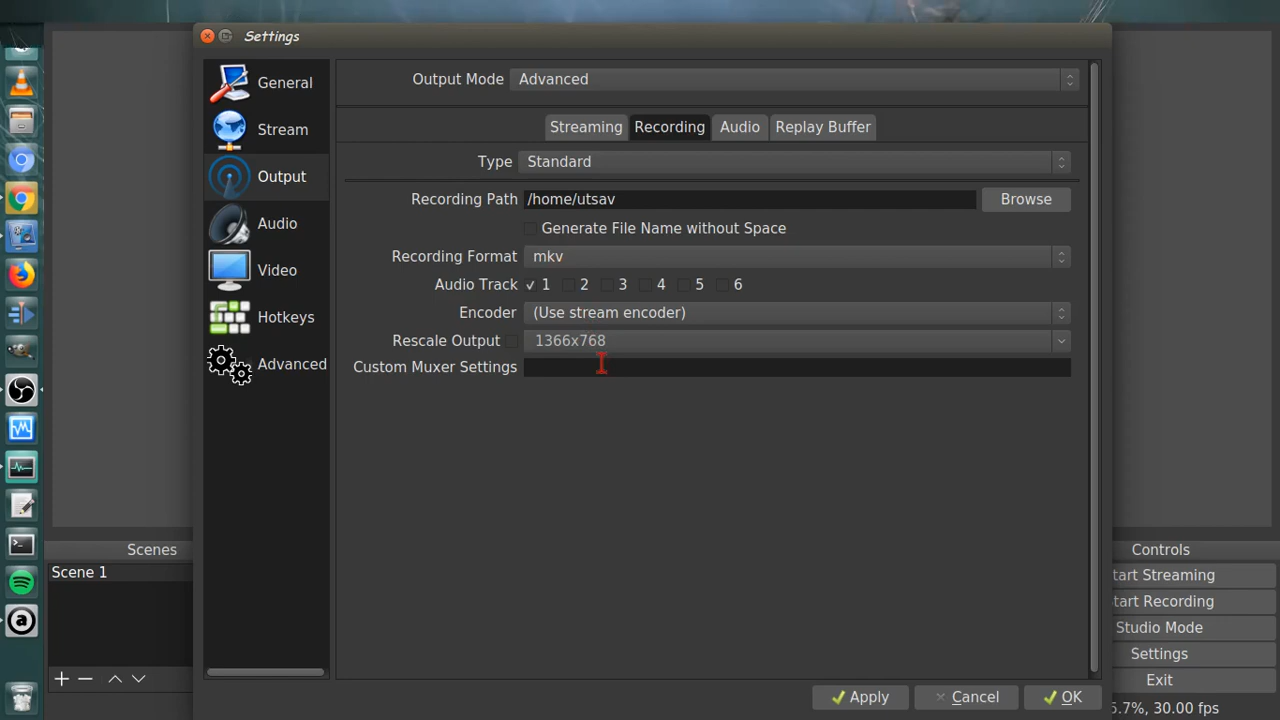 Settings
General
Stream
Output
Audio
Video
Hotkeys
Advanced
Output Mode Advanced
Streaming Recording Audio Replay Buffer
Type Standard
Recording Path /home/utsav Browse
Generate File Name without Space
Recording Format mkv
Audio Track 1 2 3 4 5 6
Encoder (Use stream encoder)
Rescale Output 1366x768
Custom Muxer Settings
Apply Cancel OK
Scenes
Scene 1
Controls
tart Streaming
tart Recording
Studio Mode
Settings
Exit
5.7%, 30.00 fps